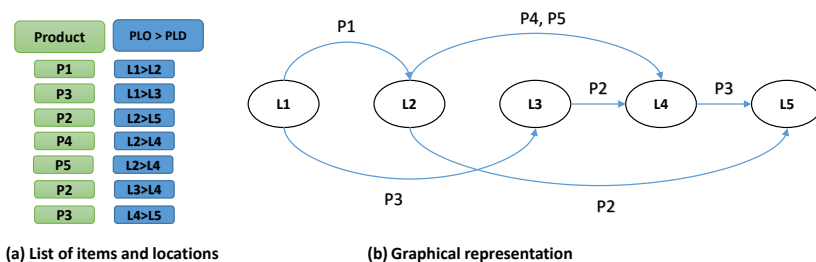 Product PLO > PLD
P1 L1>L2
P3 L1>L3
P2 L2>L5
P4 L2>L4
P5 L2>L4
P2 L3>L4
P3 L4>L5
(a) List of items and locations
P4, P5
P1
P2 P3
L1 L2 L3 L4 L5
P3
P2
(b) Graphical representation